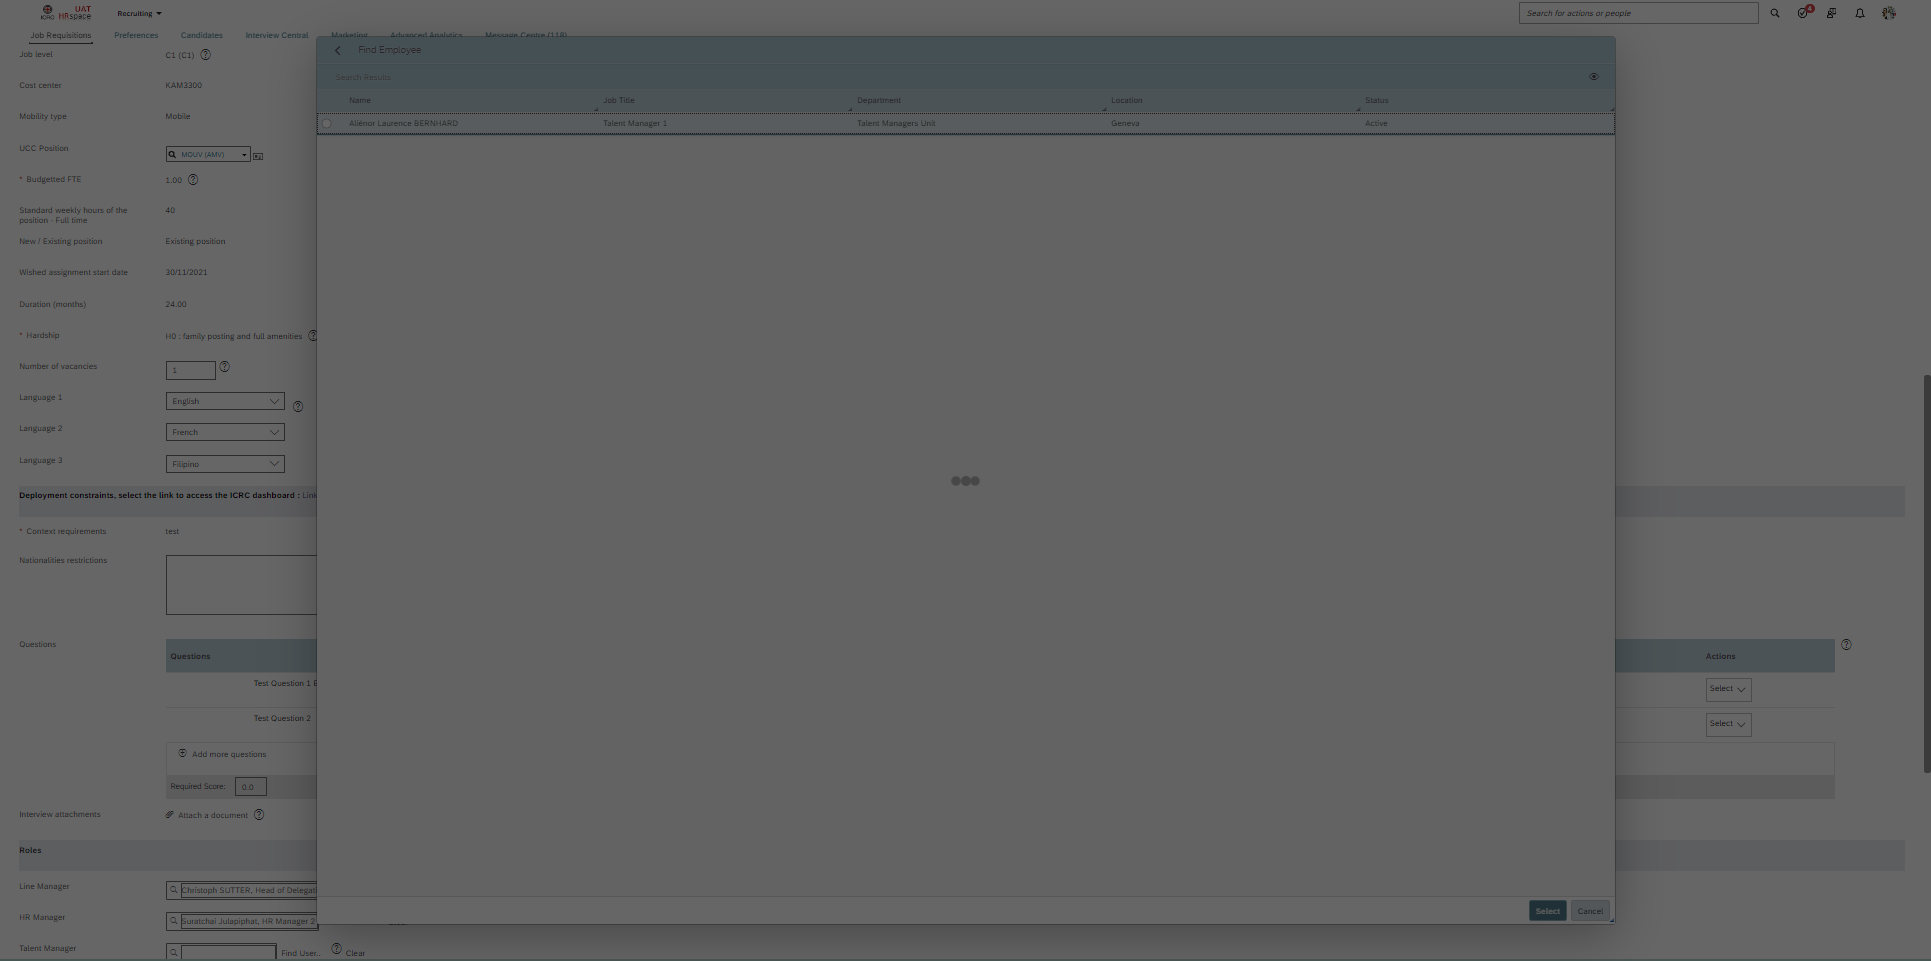 UAT
ICRC HRspace
Recruiting
Search for actions or people
4
Job Requisitions Preferences Candidates Interview Central Marketing Advanced Analytics Message Centre (118)
Job level C1 (C1)
Cost center KAM3300
Mobility type Mobile
UCC Position MOUV (AMV)
* Budgetted FTE 1.00
Standard weekly hours of the
position - Full time 40
New / Existing position Existing position
Wished assignment start date 30/11/2021
Duration (months) 24.00
* Hardship H0 : family posting and full amenities
Number of vacancies 1
Language 1 English
Language 2 French
Language 3 Filipino
Deployment constraints, select the link to access the ICRC dashboard : Link
* Context requirements test
Nationalities restrictions
Questions Questions Actions
Test Question 1 E Select
Test Question 2 Select
Add more questions
Required Score: 0.0
Interview attachments Attach a document
Roles
Line Manager Christoph SUTTER, Head of Delegat
HR Manager Suratchai Julapiphat, HR Manager 2
Talent Manager Find User... Clear
Find Employee
Search Results
Name Job Title Department Location Status
Aliénor Laurence BERNHARD Talent Manager 1 Talent Managers Unit Geneva Active
Select Cancel